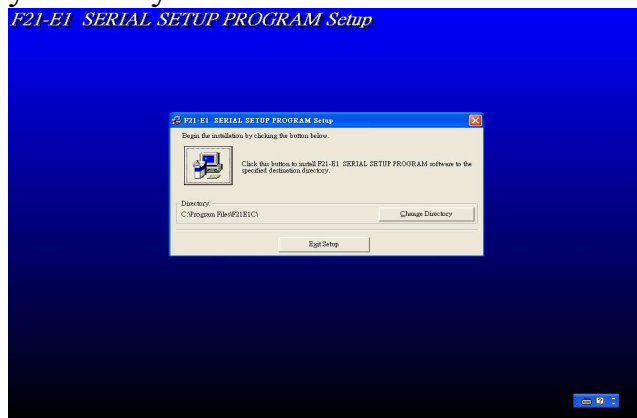 F21-E1 SERIAL SETUP PROGRAM Setup
F21-E1 SERIAL SETUP PROGRAM Setup
Begin the installation by clicking the button below.
Click this button to install F21-E1 SERIAL SETUP PROGRAM software to the
specified destination directory.
Directory:
C:\Program Files\F21E1C\
Change Directory
Exit Setup